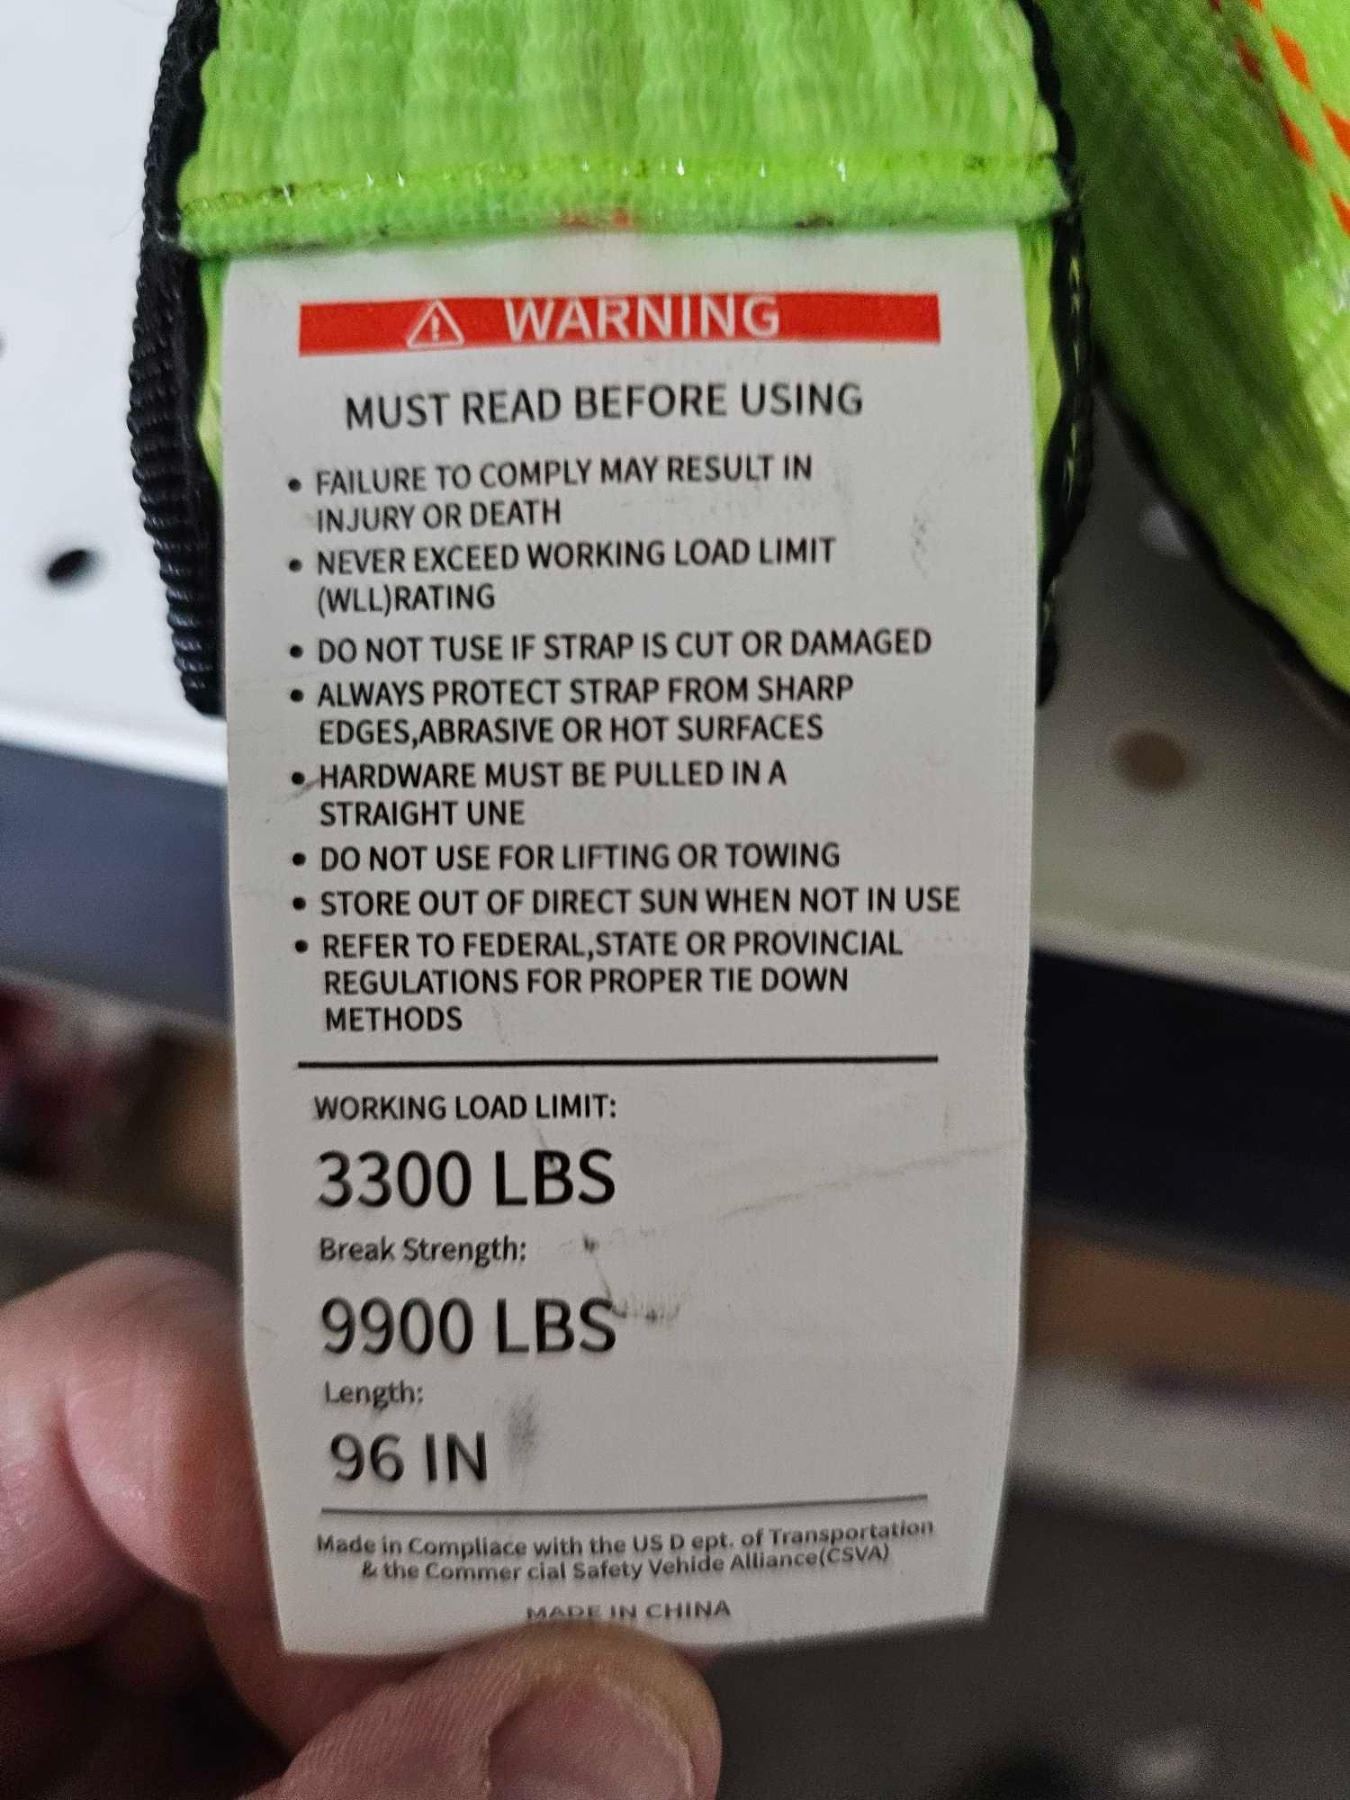 WARNING
MUST READ BEFORE USING
• FAILURE TO COMPLY MAY RESULT IN
INJURY OR DEATH
• NEVER EXCEED WORKING LOAD LIMIT
(WLL)RATING
• DO NOT TUSE IF STRAP IS CUT OR DAMAGED
• ALWAYS PROTECT STRAP FROM SHARP
EDGES,ABRASIVE OR HOT SURFACES
• HARDWARE MUST BE PULLED IN A
STRAIGHT UNE
• DO NOT USE FOR LIFTING OR TOWING
• STORE OUT OF DIRECT SUN WHEN NOT IN USE
• REFER TO FEDERAL,STATE OR PROVINCIAL
REGULATIONS FOR PROPER TIE DOWN
METHODS
WORKING LOAD LIMIT:
3300 LBS
Break Strength:
9900 LBS
Length:
96 IN
Made in Compliace with the US D ept. of Transportation
& the Commer cial Safety Vehide Alliance(CSVA)
MADE IN CHINA